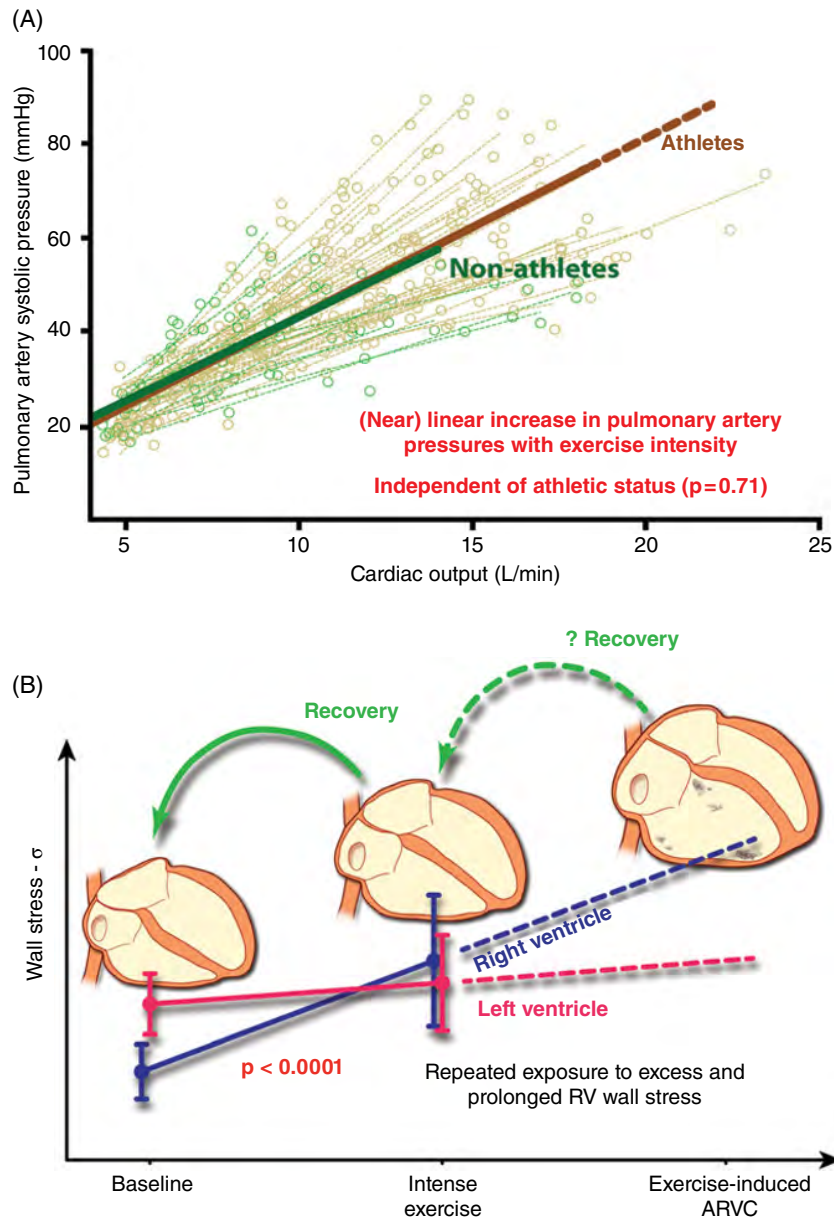 (A)
100
80
60
40
20
Pulmonary artery systolic pressure (mmHg)
Athletes
Non-athletes
(Near) linear increase in pulmonary artery
pressures with exercise intensity
Independent of athletic status (p=0.71)
5
10
15
20
25
Cardiac output (L/min)
(B)
? Recovery
Recovery
Wall stress - σ
Right ventricle
Left ventricle
p < 0.0001
Repeated exposure to excess and
prolonged RV wall stress
Baseline
Intense
exercise
Exercise-induced
ARVC